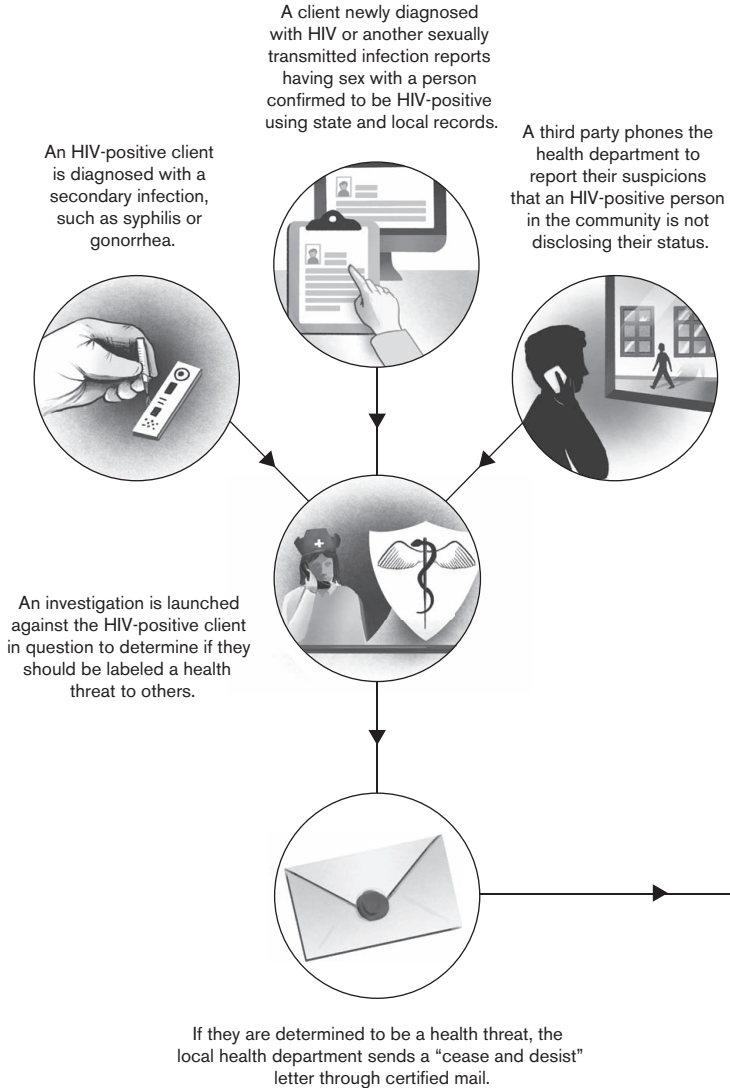 A client newly diagnosed
with HIV or another sexually
transmitted infection reports
having sex with a person
confirmed to be HIV-positive
using state and local records.
An HIV-positive client
is diagnosed with a
secondary infection,
such as syphilis or
gonorrhea.
A third party phones the
health department to
report their suspicions
that an HIV-positive person
in the community is not
disclosing their status.
An investigation is launched
against the HIV-positive client
in question to determine if they
should be labeled a health
threat to others.
If they are determined to be a health threat, the
local health department sends a “cease and desist”
letter through certified mail.